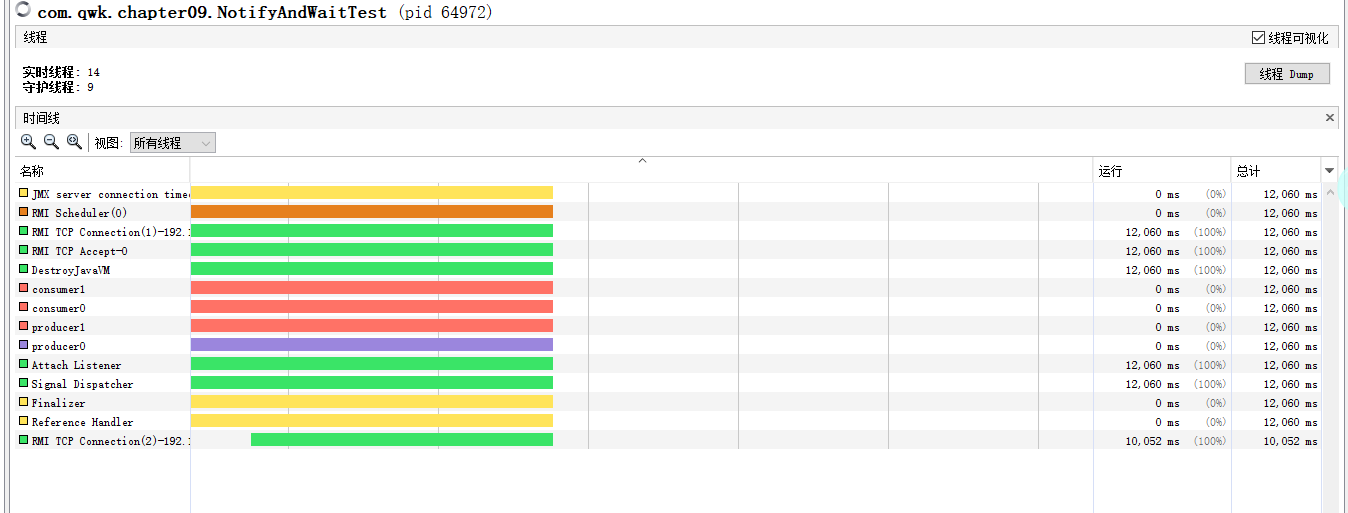 com.qwk.chapter09.NotifyAndWaitTest (pid 64972)
线程
线程可视化
实时线程: 14
守护线程: 9
线程 Dump
时间线
视图: 所有线程
名称 运行 总计
JMX server connection time 0 ms (0%) 12,060 ms
RMI Scheduler(0) 0 ms (0%) 12,060 ms
RMI TCP Connection(1)-192. 12,060 ms (100%) 12,060 ms
RMI TCP Accept-0 12,060 ms (100%) 12,060 ms
DestroyJavaVM 12,060 ms (100%) 12,060 ms
consumer1 0 ms (0%) 12,060 ms
consumer0 0 ms (0%) 12,060 ms
producer1 0 ms (0%) 12,060 ms
producer0 0 ms (0%) 12,060 ms
Attach Listener 12,060 ms (100%) 12,060 ms
Signal Dispatcher 12,060 ms (100%) 12,060 ms
Finalizer 0 ms (0%) 12,060 ms
Reference Handler 0 ms (0%) 12,060 ms
RMI TCP Connection(2)-192. 10,052 ms (100%) 10,052 ms